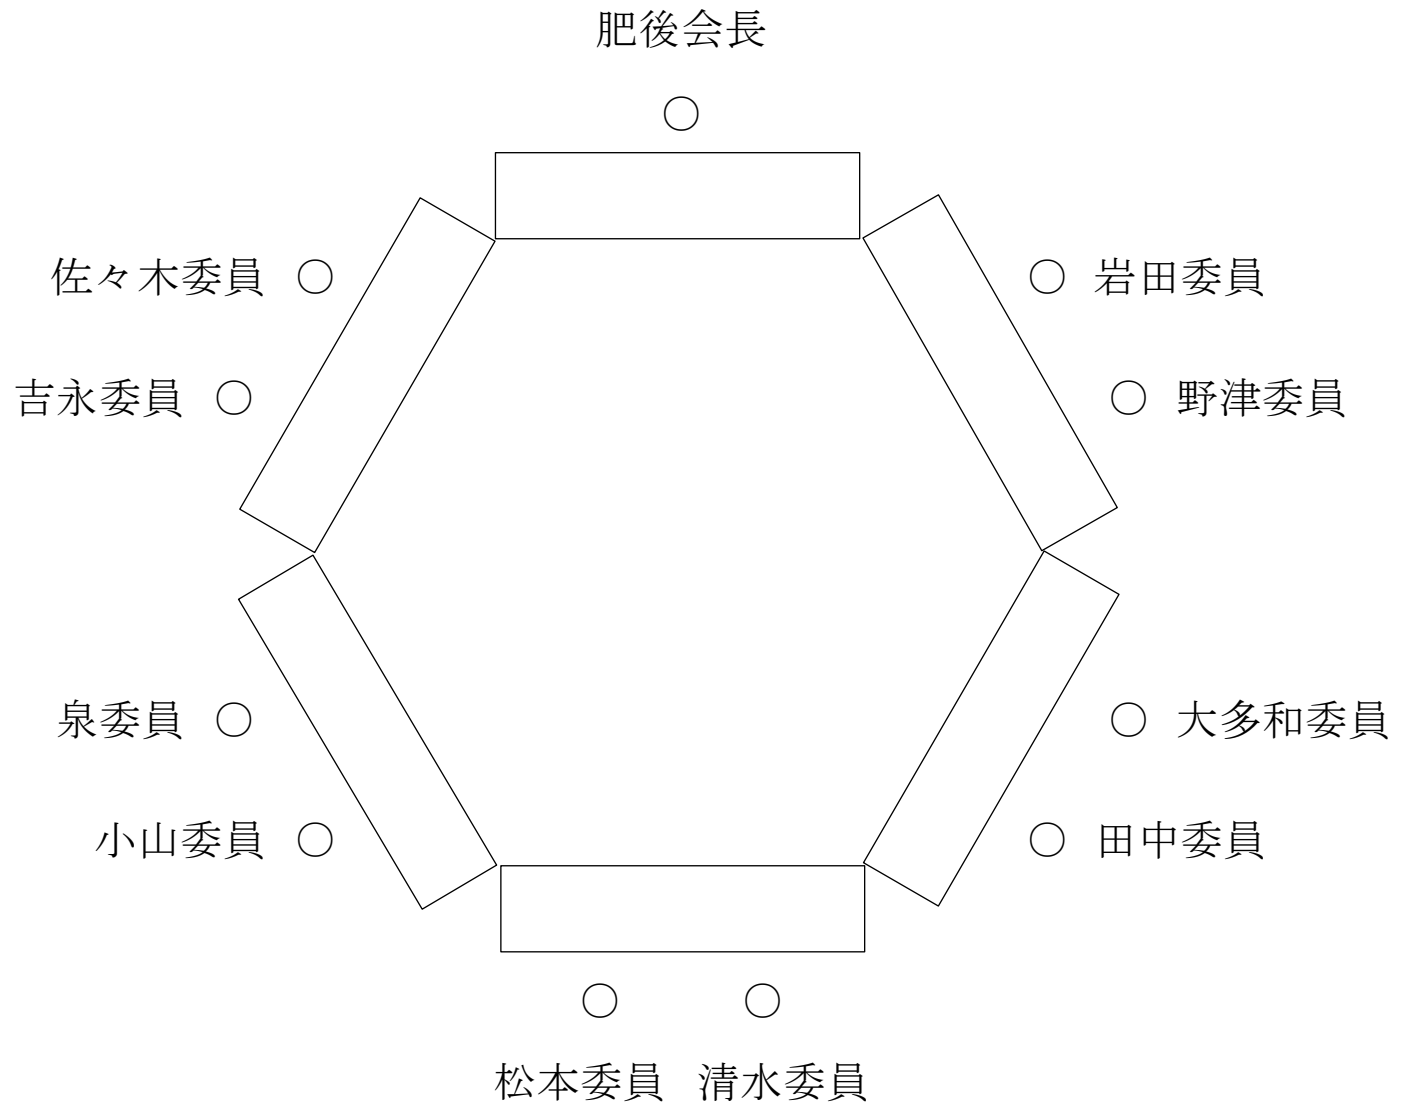 肥後会長
佐々木委員 ○
○ 岩田委員
吉永委員 ○
○ 野津委員
泉委員 ○
○ 大多和委員
小山委員 ○
○ 田中委員
松本委員 清水委員